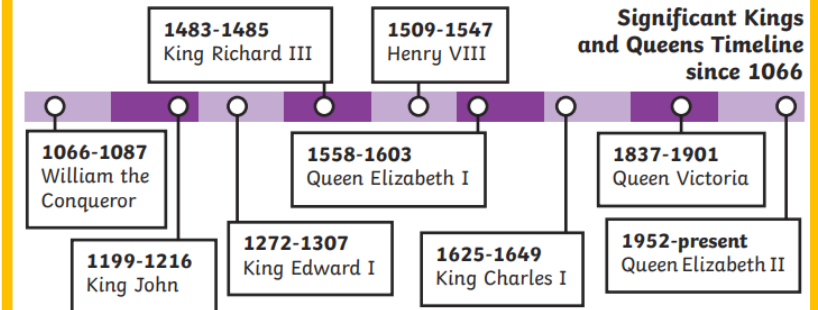 Significant Kings
and Queens Timeline
since 1066
1483-1485
King Richard III
1509-1547
Henry VIII
1066-1087
William the
Conqueror
1558-1603
Queen Elizabeth I
1837-1901
Queen Victoria
1199-1216
King John
1272-1307
King Edward I
1625-1649
King Charles I
1952-present
Queen Elizabeth II